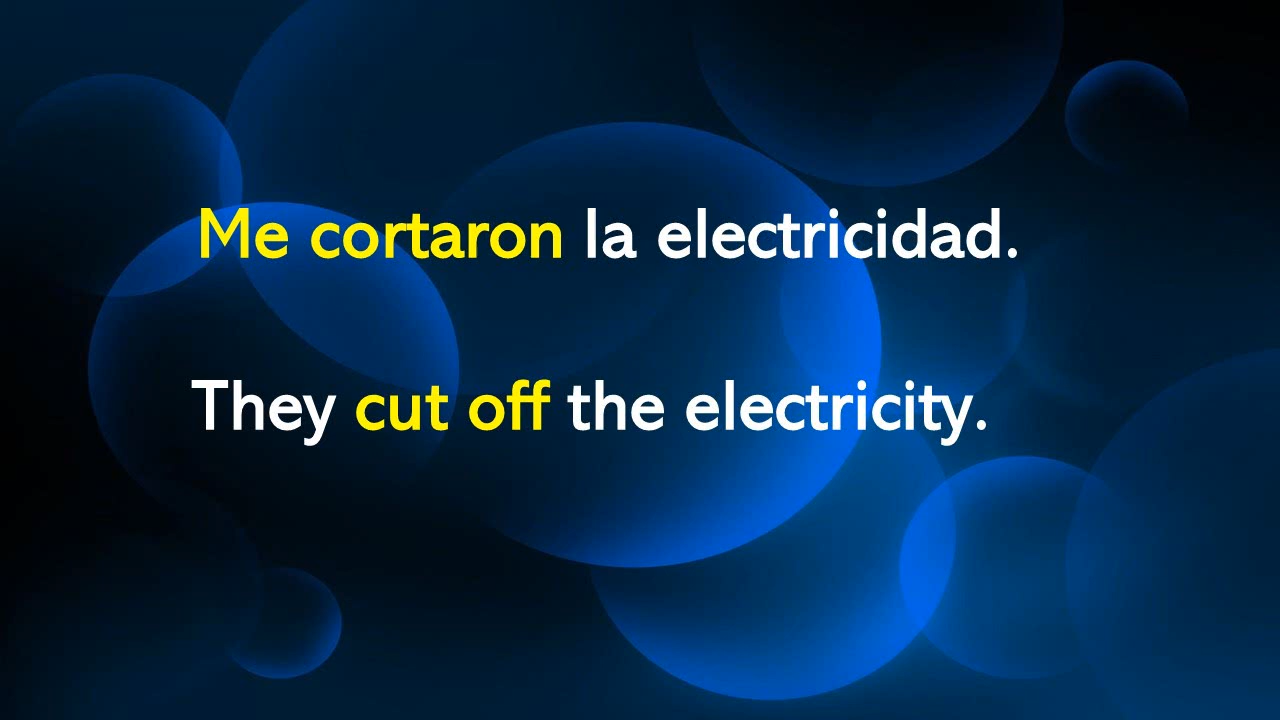 Me cortaron la electricidad.
They cut off the electricity.